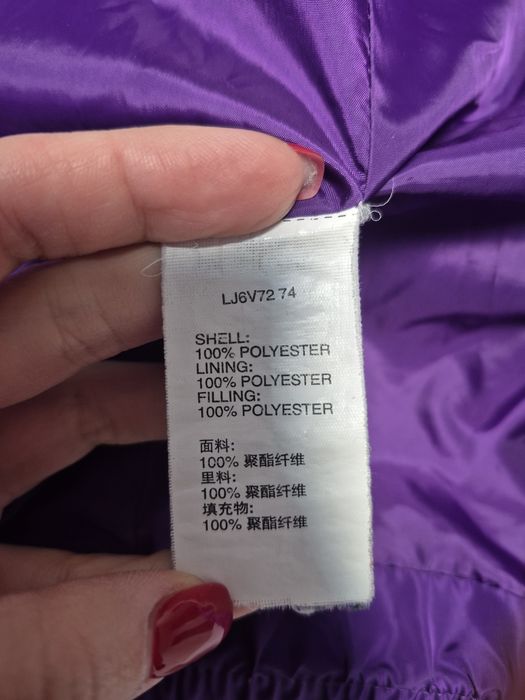 LJ6V72 74
SHELL:
100% POLYESTER
LINING:
100% POLYESTER
FILLING:
100% POLYESTER
面料:
100% 聚酯纤维
里料:
100% 聚酯纤维
填充物:
100% 聚酯纤维